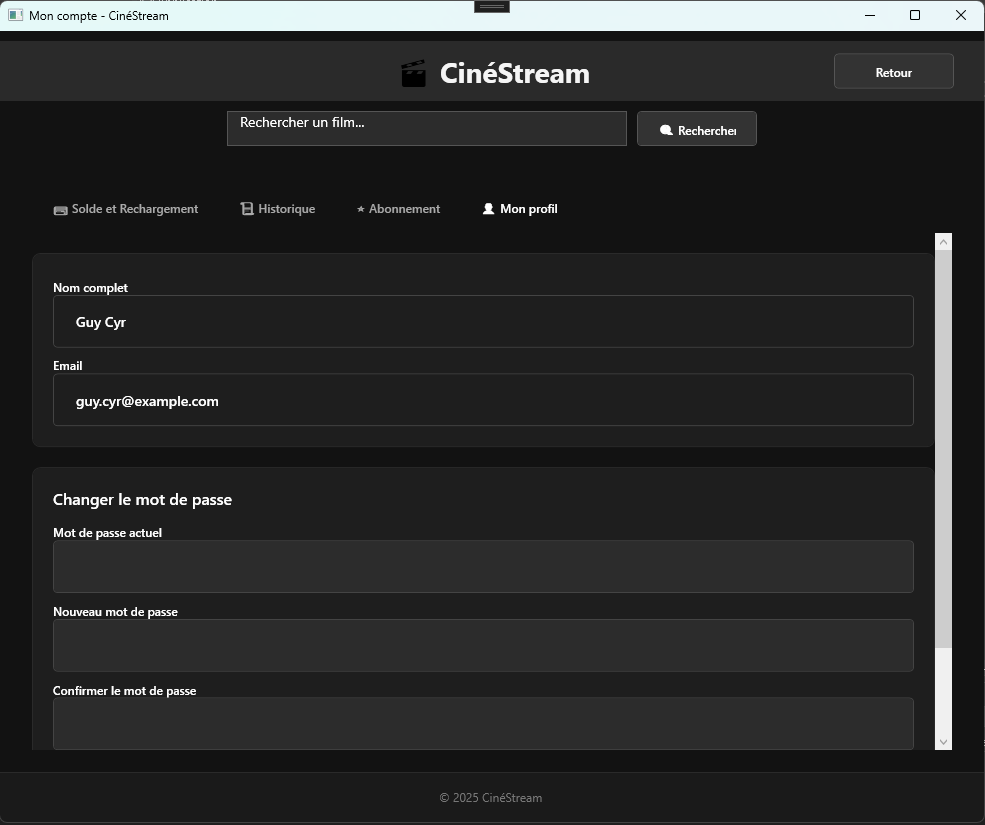 Mon compte - CinéStream
CinéStream
Retour
Rechercher un film...
Rechercher
Solde et Rechargement
Historique
Abonnement
Mon profil
Nom complet
Guy Cyr
Email
guy.cyr@example.com
Changer le mot de passe
Mot de passe actuel
Nouveau mot de passe
Confirmer le mot de passe
© 2025 CinéStream